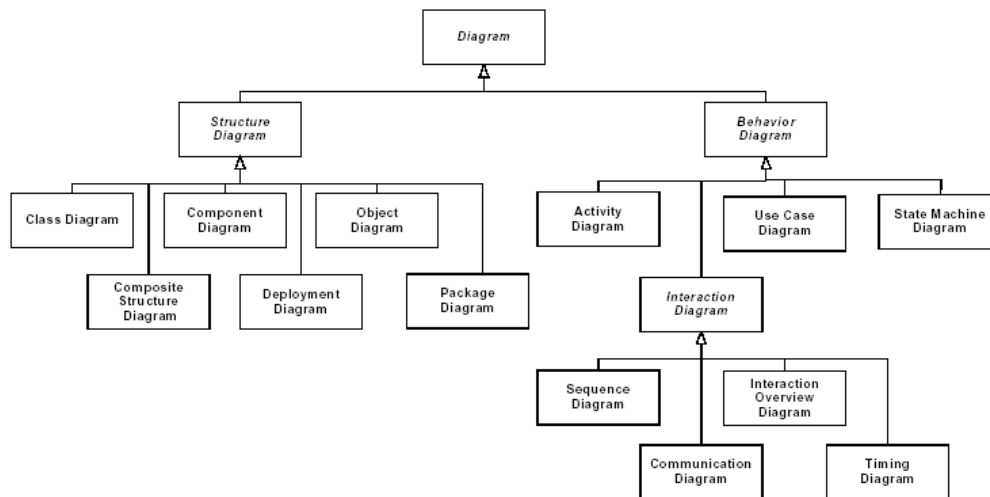 Diagram
Structure
Diagram
Behavior
Diagram
Class Diagram
Component
Diagram
Object
Diagram
Activity
Diagram
Use Case
Diagram
State Machine
Diagram
Composite
Structure
Diagram
Deployment
Diagram
Package
Diagram
Interaction
Diagram
Sequence
Diagram
Interaction
Overview
Diagram
Communication
Diagram
Timing
Diagram